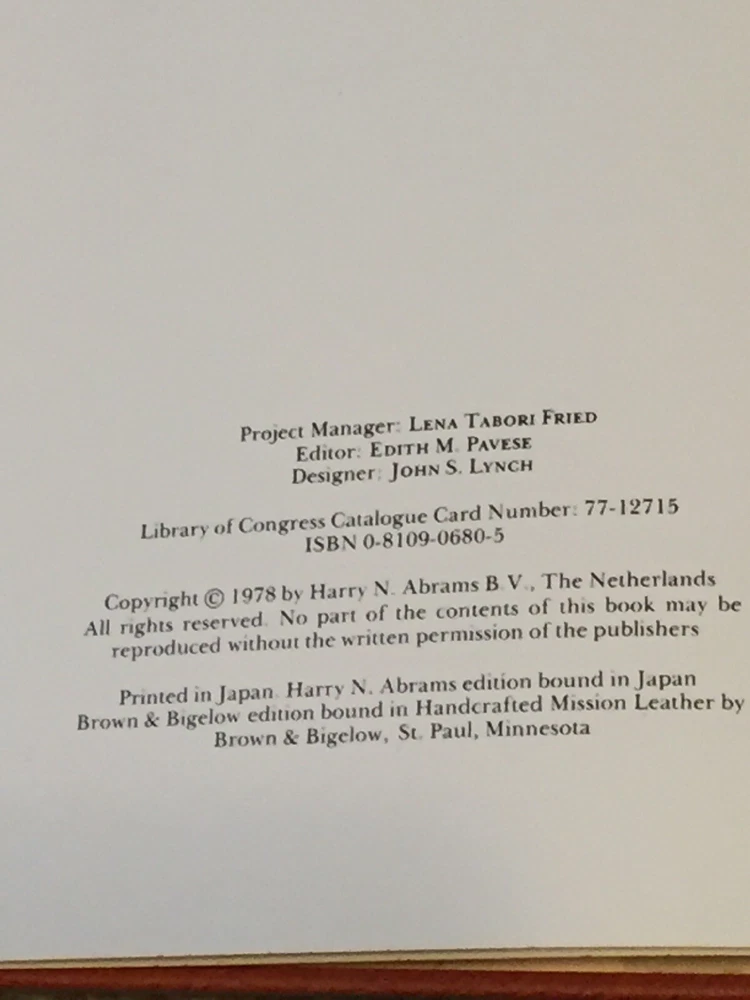 Project Manager: LENA TABORI FRIED
Editor: EDITH M. PAVESE
Designer: JOHN S. LYNCH
Library of Congress Catalogue Card Number: 77-12715
ISBN 0-8109-0680-5
Copyright © 1978 by Harry N. Abrams B.V., The Netherlands
All rights reserved. No part of the contents of this book may be
reproduced without the written permission of the publishers
Printed in Japan. Harry N. Abrams edition bound in Japan
Brown & Bigelow edition bound in Handcrafted Mission Leather by
Brown & Bigelow, St. Paul, Minnesota